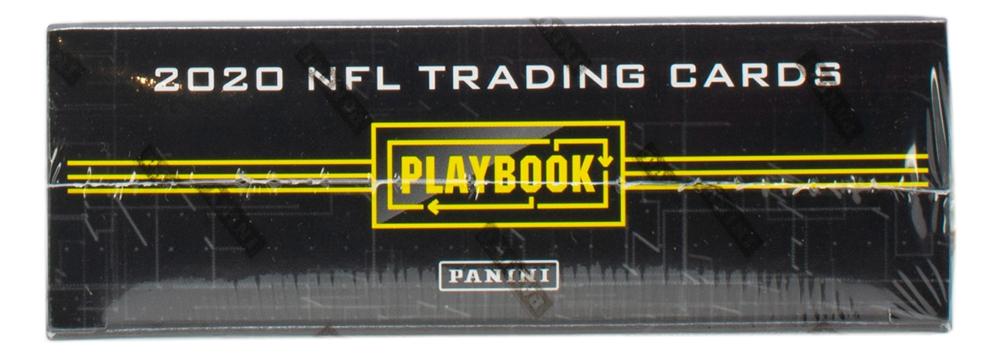 2020 NFL TRADING CARDS
PLAYBOOK
PANINI